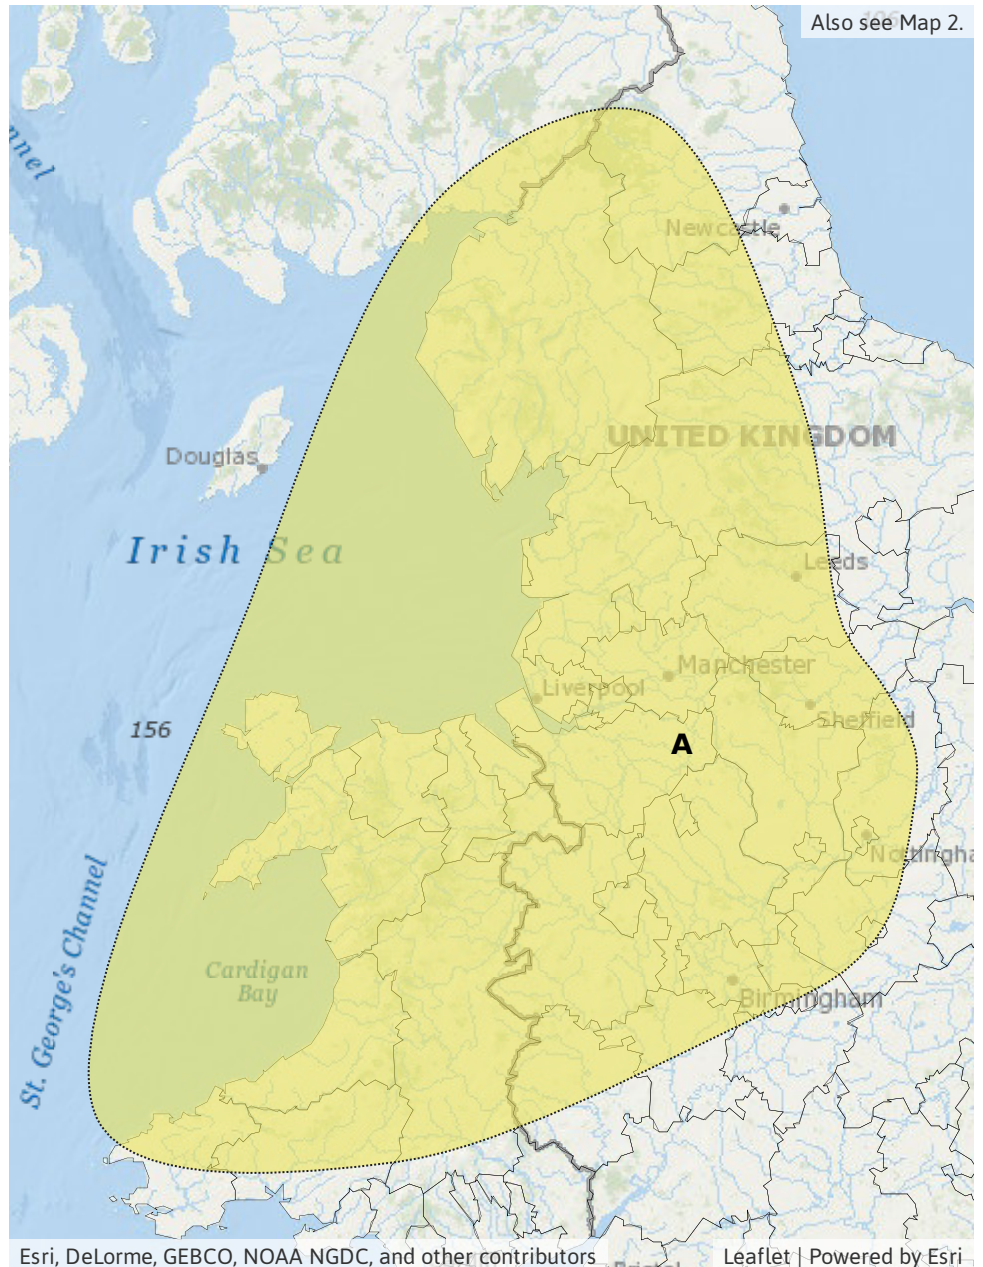 Also see Map 2.
Newcastle
UNITED KINGDOM
Douglas
Irish Sea
Leeds
Manchester
Liverpool
Sheffield
156
A
Nottingha
St. George's Channel
Cardigan
Bay
Birmingham
Esri, DeLorme, GEBCO, NOAA NGDC, and other contributors
Leaflet | Powered by Esri